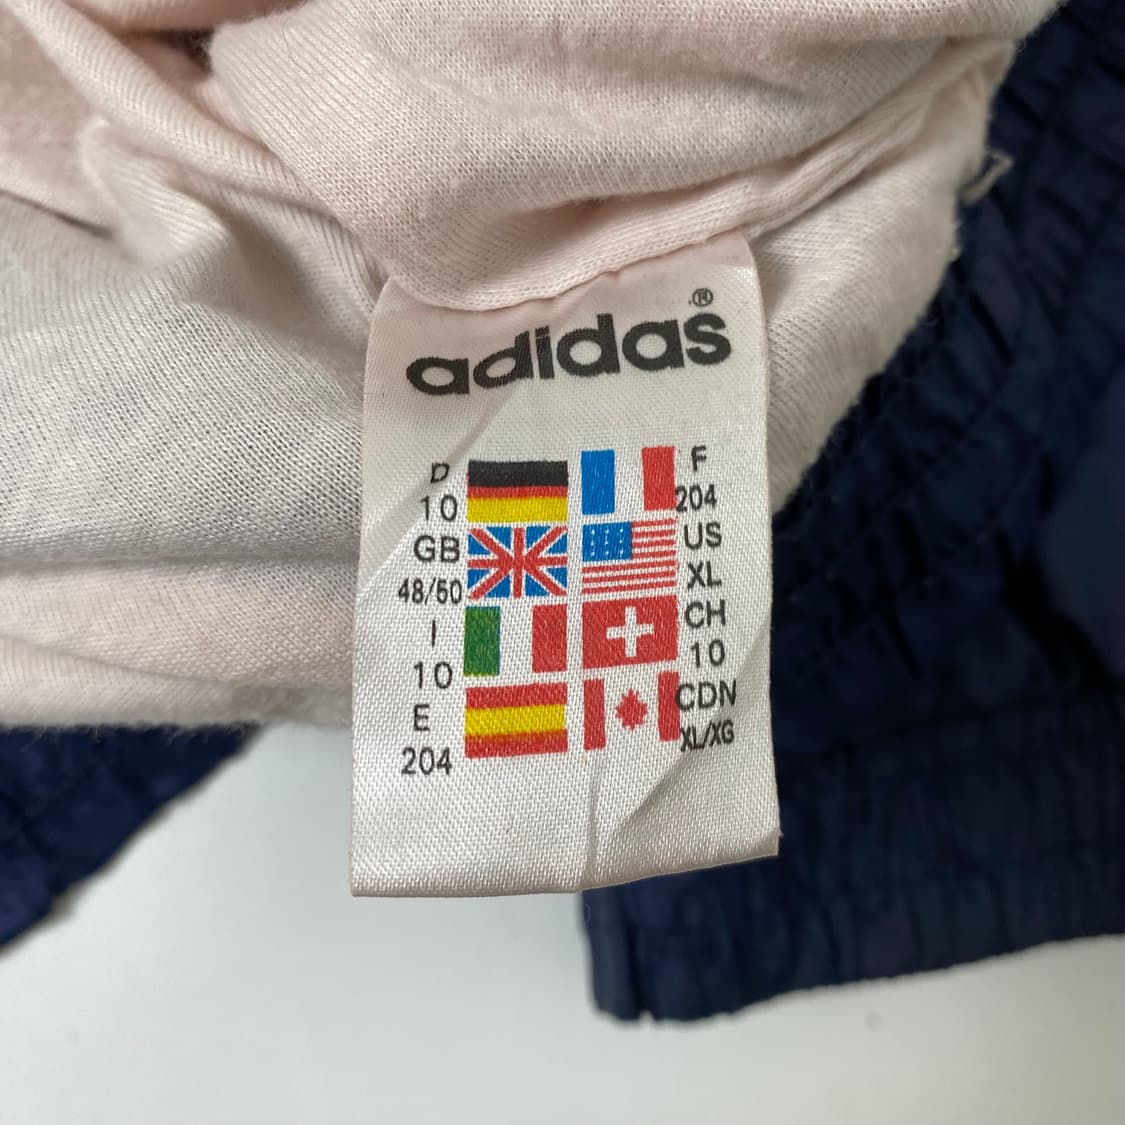 adidas®
D
10
GB
48/50
I
10
E
204
F
204
US
XL
CH
10
CDN
XL/XG